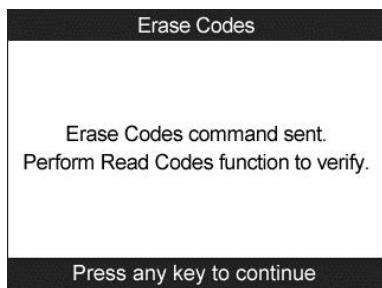 Erase Codes
Erase Codes command sent.
Perform Read Codes function to verify.
Press any key to continue